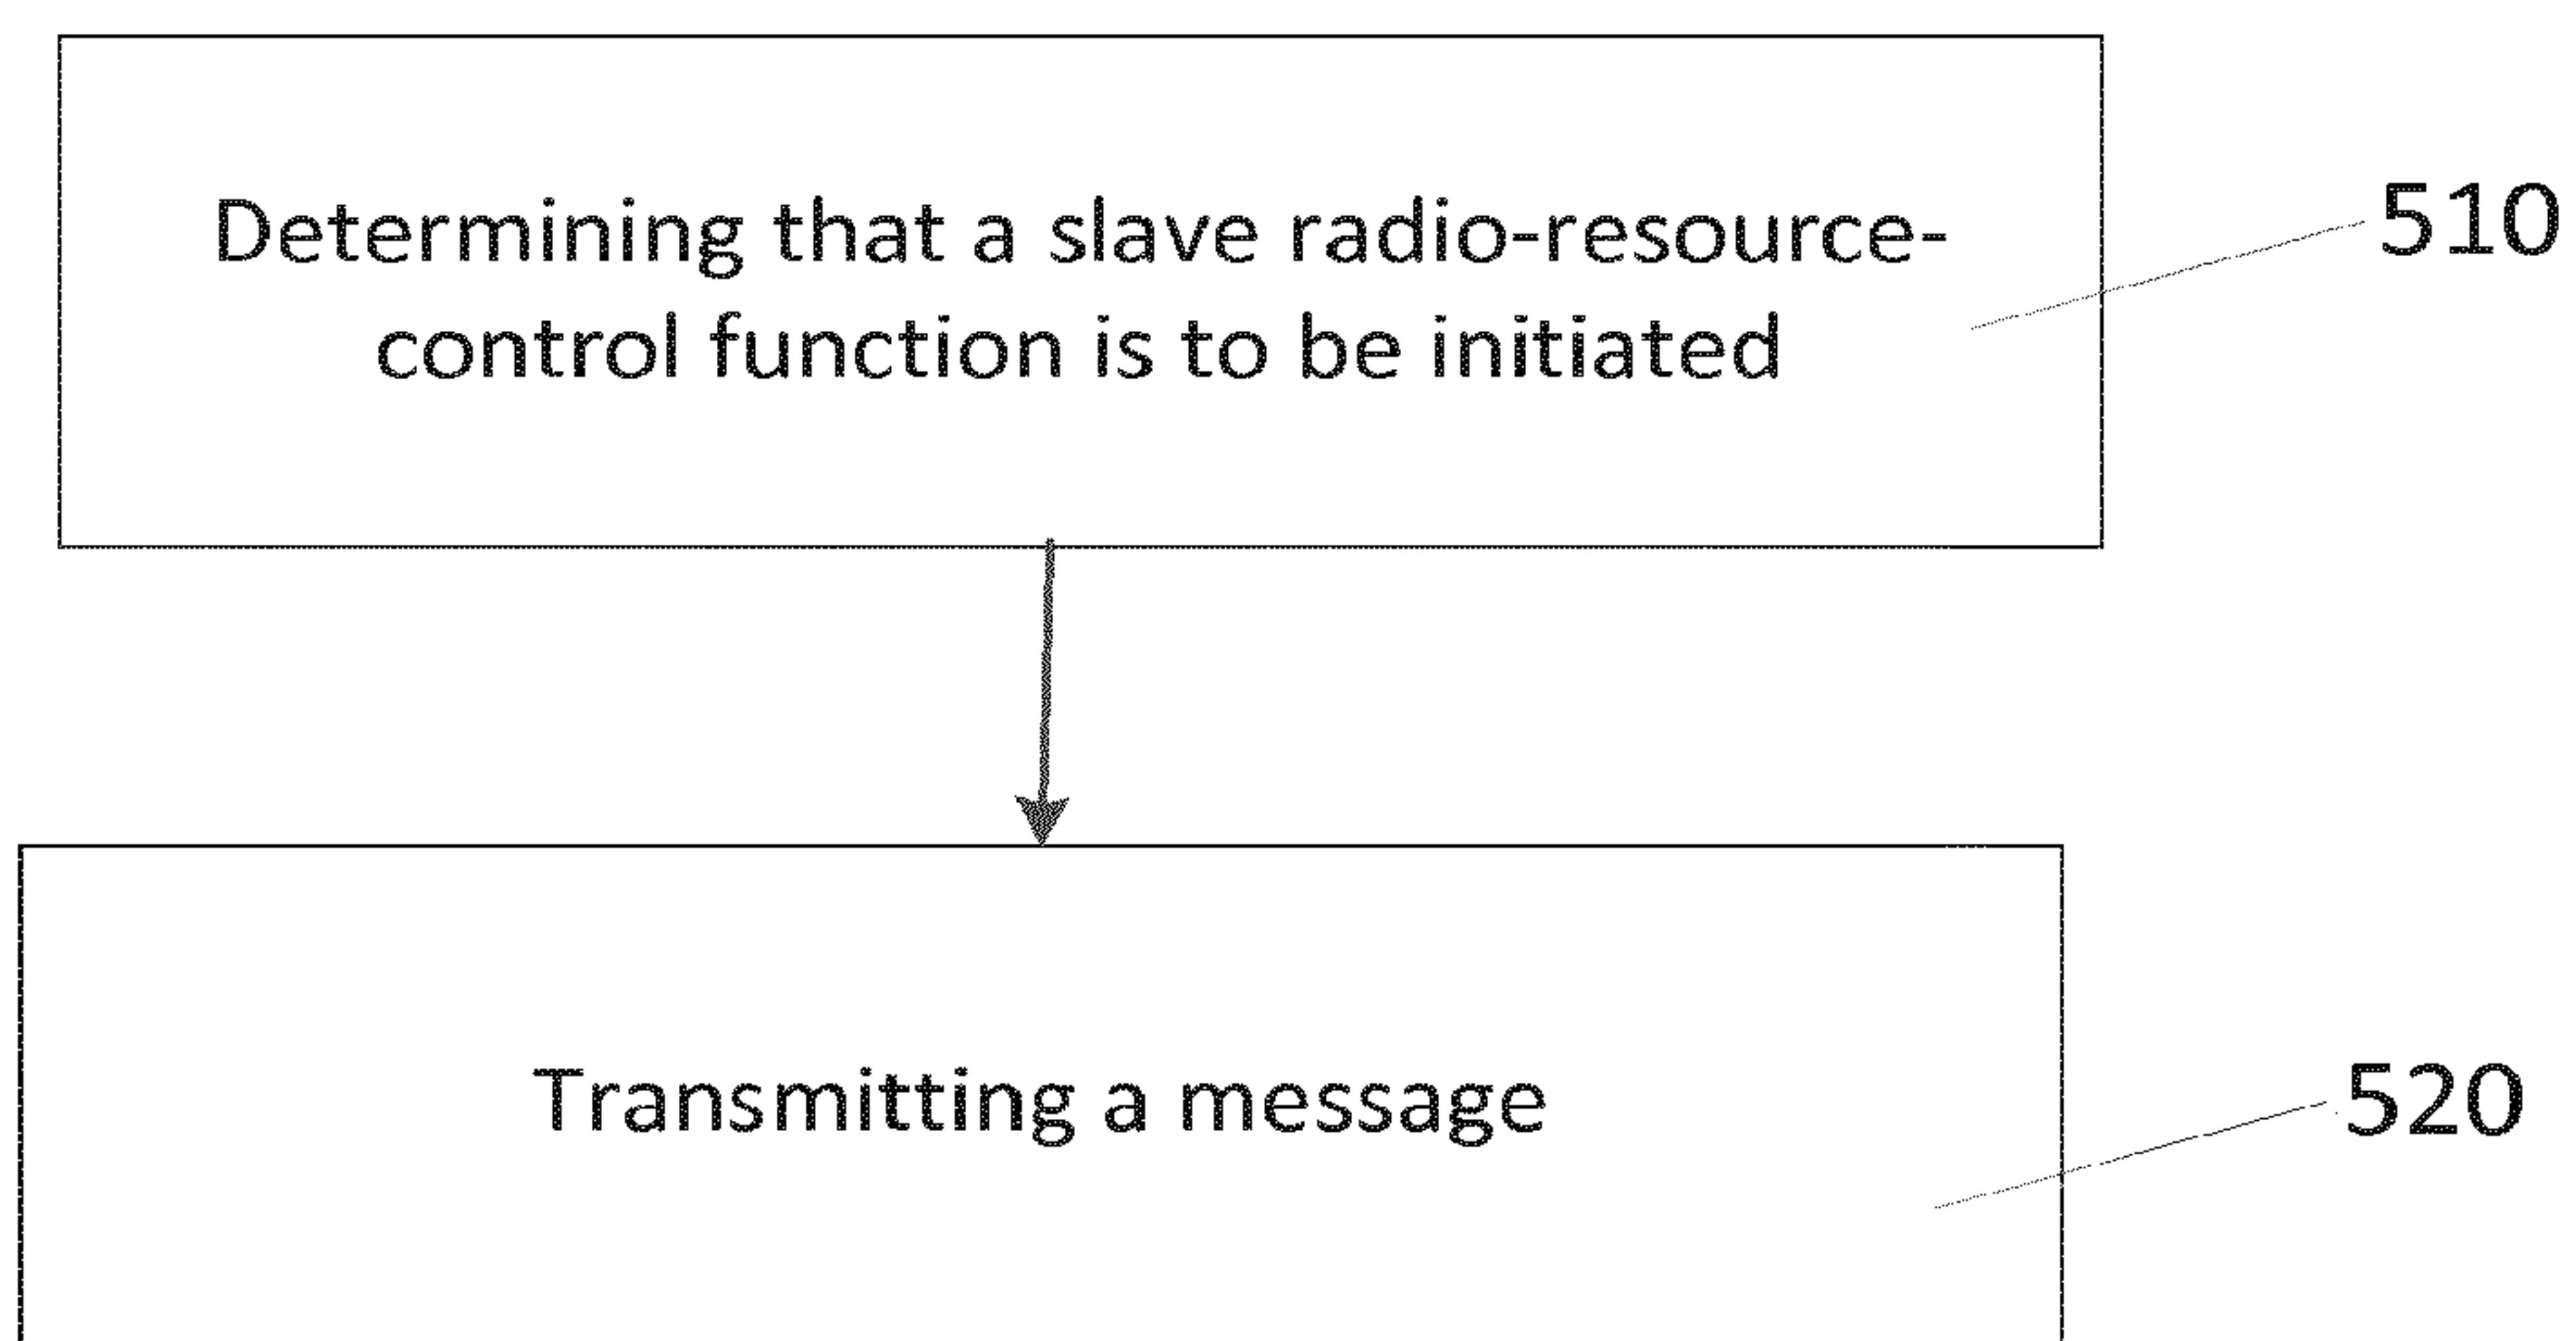 Determining that a slave radio-resource-
control function is to be initiated
510
Transmitting a message
520